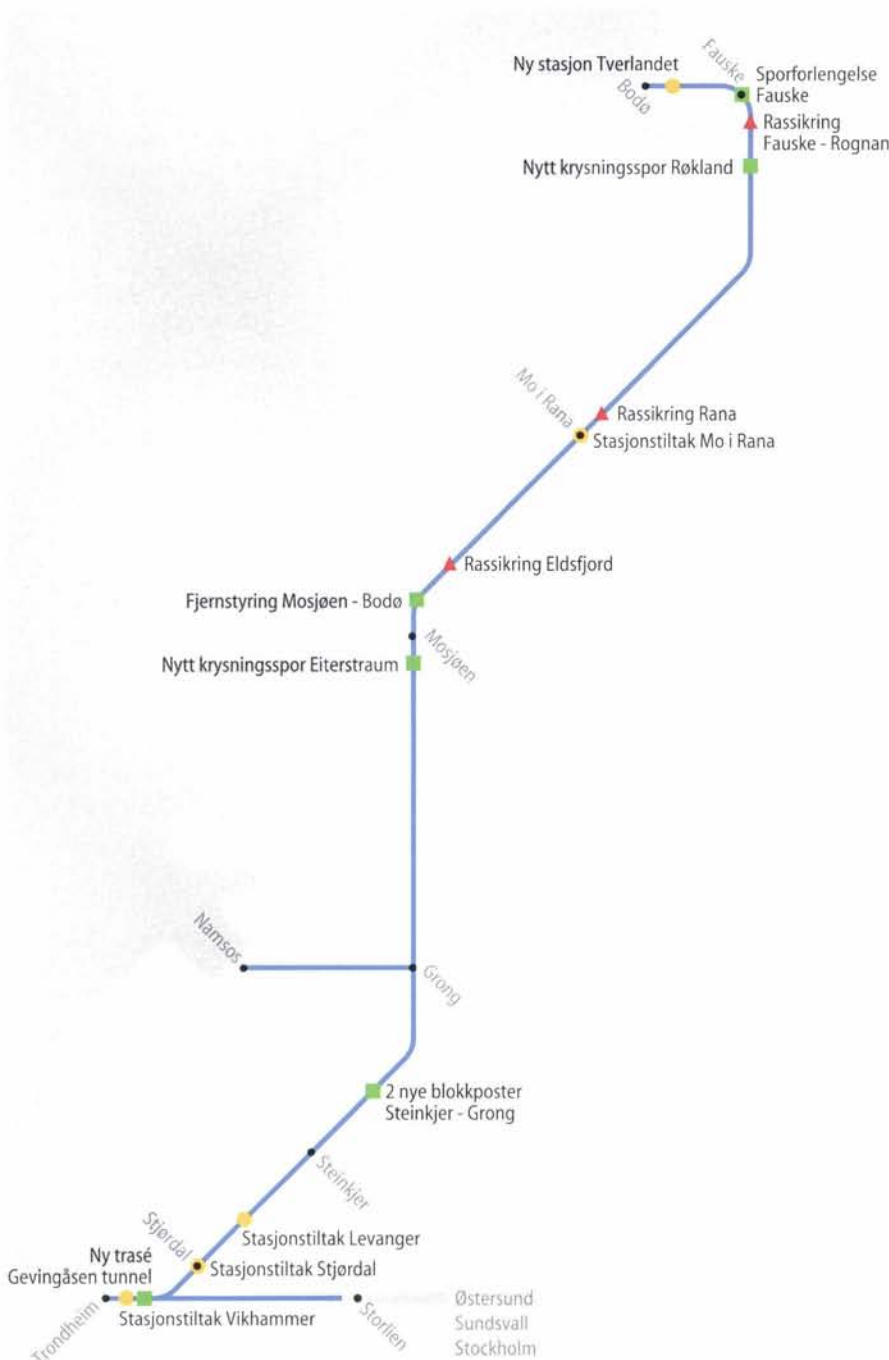 Ny stasjon Tverlandet
Bodø
Fauske
Sporforlengelse
Fauske
Rassikring
Fauske - Rognan
Nytt krysningsspor Røkland
Mo i Rana
Rassikring Rana
Stasjonstiltak Mo i Rana
Rassikring Eldsfjord
Fjernstyring Mosjøen - Bodø
Mosjøen
Nytt krysningsspor Eiterstraum
Namsos
Grong
2 nye blokkposter
Steinkjer - Grong
Steinkjer
Stasjonstiltak Levanger
Stjørdal
Stasjonstiltak Stjørdal
Ny trasé
Gevingåsen tunnel
Stasjonstiltak Vikhammer
Trondheim
Storlien
Østersund
Sundsvall
Stockholm